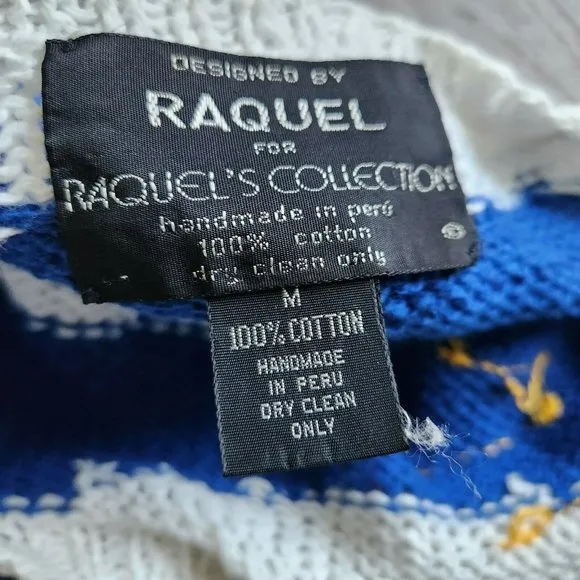 DESIGNED BY
RAQUEL
FOR
RAQUEL'S COLLECTION
handmade in perú
100% cotton
dry clean only
M
100% COTTON
HANDMADE
IN PERU
DRY CLEAN
ONLY